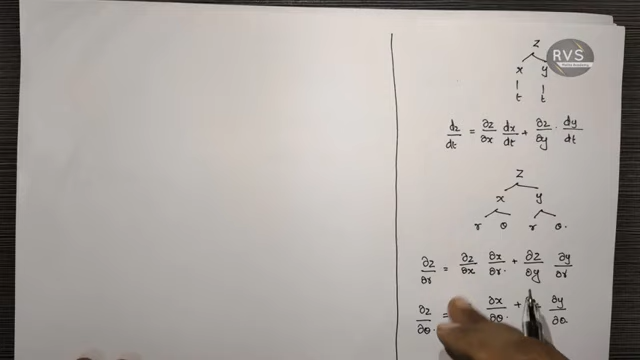 z
RVS
x y
t t
dz/dt = ∂z/∂x dx/dt + ∂z/∂y · dy/dt
z
x y
r θ r θ.
∂z/∂r = ∂z/∂x ∂x/∂r. + ∂z/∂y ∂y/∂r
∂z/∂θ. = ∂x/∂θ. + ∂y/∂θ.